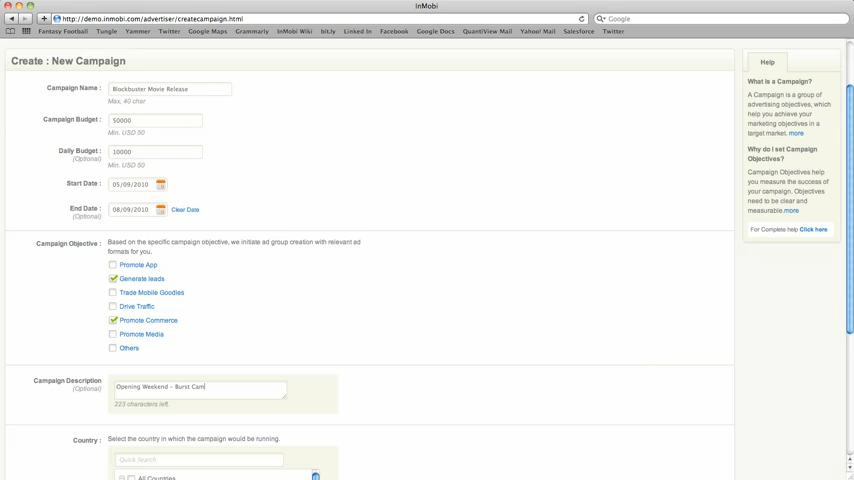 InMobi
http://demo.inmobi.com/advertiser/createcampaign.html
Google
Fantasy Football Tungle Yammer Twitter Google Maps Grammarly InMobi Wiki bit.ly Linked In Facebook Google Docs QuantiView Mail Yahoo! Mail Salesforce Twitter
Create : New Campaign
Campaign Name : Blockbuster Movie Release
Max. 40 char
Campaign Budget : 50000
Min. USD 50
Daily Budget : 10000
(Optional)
Min. USD 50
Start Date : 05/09/2010
End Date : 08/09/2010 Clear Date
(Optional)
Campaign Objective : Based on the specific campaign objective, we initiate ad group creation with relevant ad
formats for you.
Promote App
Generate leads
Trade Mobile Goodies
Drive Traffic
Promote Commerce
Promote Media
Others
Campaign Description Opening Weekend - Burst Cam
(Optional)
223 characters left.
Country : Select the country in which the campaign would be running.
Quick Search
All Countries
Help
What is a Campaign?
A Campaign is a group of
advertising objectives, which
help you achieve your
marketing objectives in a
target market. more
Why do I set Campaign
Objectives?
Campaign Objectives help
you measure the success of
your campaign. Objectives
need to be clear and
measurable.more
For Complete help Click here